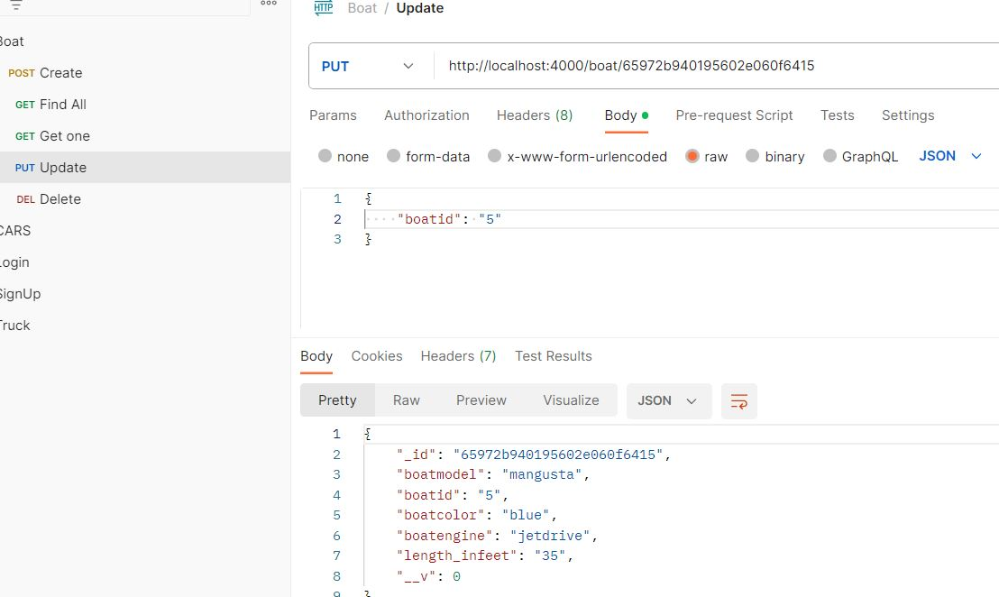 HTTP Boat / Update
Boat
POST Create
GET Find All
GET Get one
PUT Update
DEL Delete
CARS
Login
SignUp
Truck
PUT http://localhost:4000/boat/65972b940195602e060f6415
Params Authorization Headers (8) Body Pre-request Script Tests Settings
none form-data x-www-form-urlencoded raw binary GraphQL JSON
1 {
2 "boatid": "5"
3 }
Body Cookies Headers (7) Test Results
Pretty Raw Preview Visualize JSON
1 {
2 "_id": "65972b940195602e060f6415",
3 "boatmodel": "mangusta",
4 "boatid": "5",
5 "boatcolor": "blue",
6 "boatengine": "jetdrive",
7 "length_infeet": "35",
8 "__v": 0
9 }